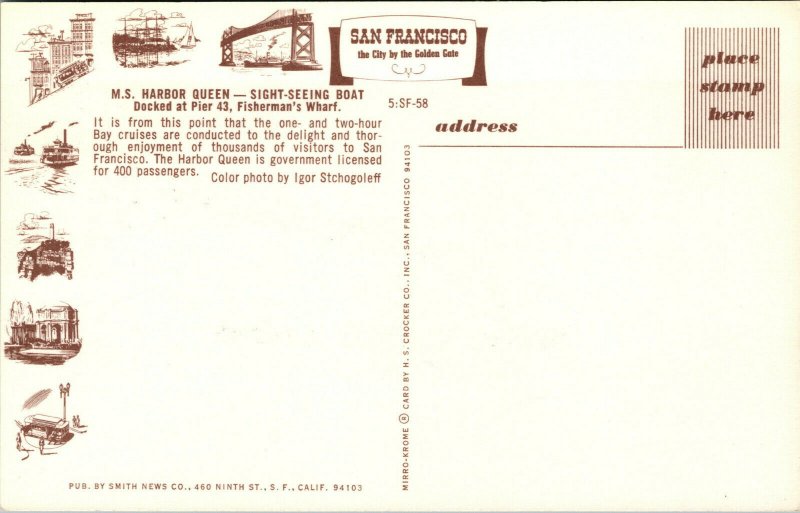 SAN FRANCISCO
the City by the Golden Gate
place
stamp
here
M.S. HARBOR QUEEN — SIGHT-SEEING BOAT
Docked at Pier 43, Fisherman's Wharf.
5:SF-58
It is from this point that the one- and two-hour
Bay cruises are conducted to the delight and thor-
ough enjoyment of thousands of visitors to San
Francisco. The Harbor Queen is government licensed
for 400 passengers.
Color photo by Igor Stchogoleff
address
MIRRO-KROME ® CARD BY H. S. CROCKER CO., INC., SAN FRANCISCO 94103
PUB. BY SMITH NEWS CO., 460 NINTH ST., S. F., CALIF. 94103